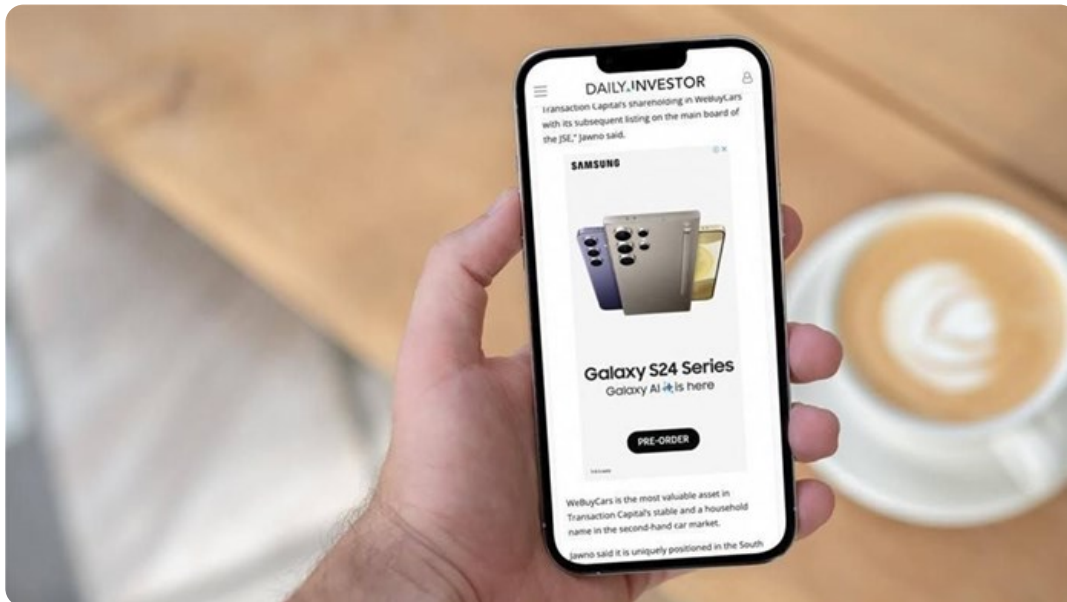 DAILY INVESTOR
Transaction Capital's shareholding in WeBuyCars
with its subsequent listing on the main board of
the JSE," Jawno said.
SAMSUNG
Galaxy S24 Series
Galaxy AI is here
PRE-ORDER
WeBuyCars is the most valuable asset in
Transaction Capital's stable and a household
name in the second-hand car market.
Jawno said it is uniquely positioned in the South